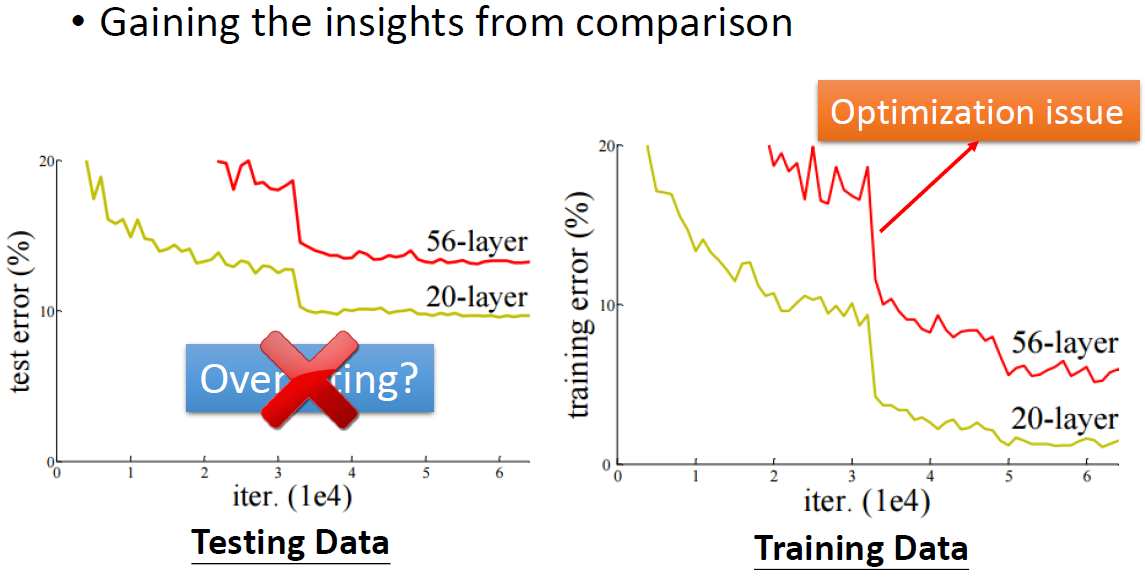 • Gaining the insights from comparison
20
10
0
test error (%)
56-layer
20-layer
Over ting?
0 1 2 3 4 5 6
iter. (1e4)
Testing Data
Optimization issue
20
10
0
training error (%)
56-layer
20-layer
0 1 2 3 4 5 6
iter. (1e4)
Training Data